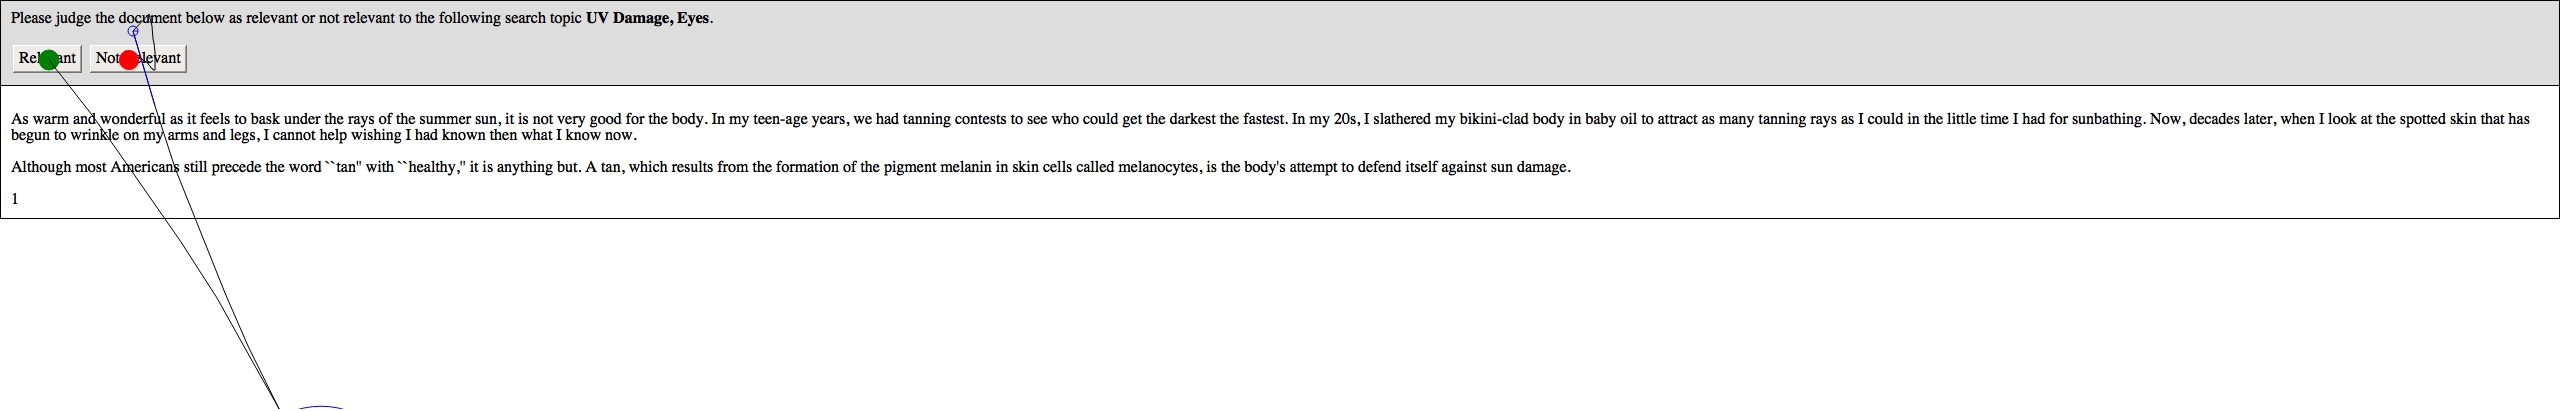 Please judge the document below as relevant or not relevant to the following search topic UV Damage, Eyes.
Relevant Not relevant
As warm and wonderful as it feels to bask under the rays of the summer sun, it is not very good for the body. In my teen-age years, we had tanning contests to see who could get the darkest the fastest. In my 20s, I slathered my bikini-clad body in baby oil to attract as many tanning rays as I could in the little time I had for sunbathing. Now, decades later, when I look at the spotted skin that has
begun to wrinkle on my arms and legs, I cannot help wishing I had known then what I know now.
Although most Americans still precede the word ``tan'' with ``healthy,'' it is anything but. A tan, which results from the formation of the pigment melanin in skin cells called melanocytes, is the body's attempt to defend itself against sun damage.
1